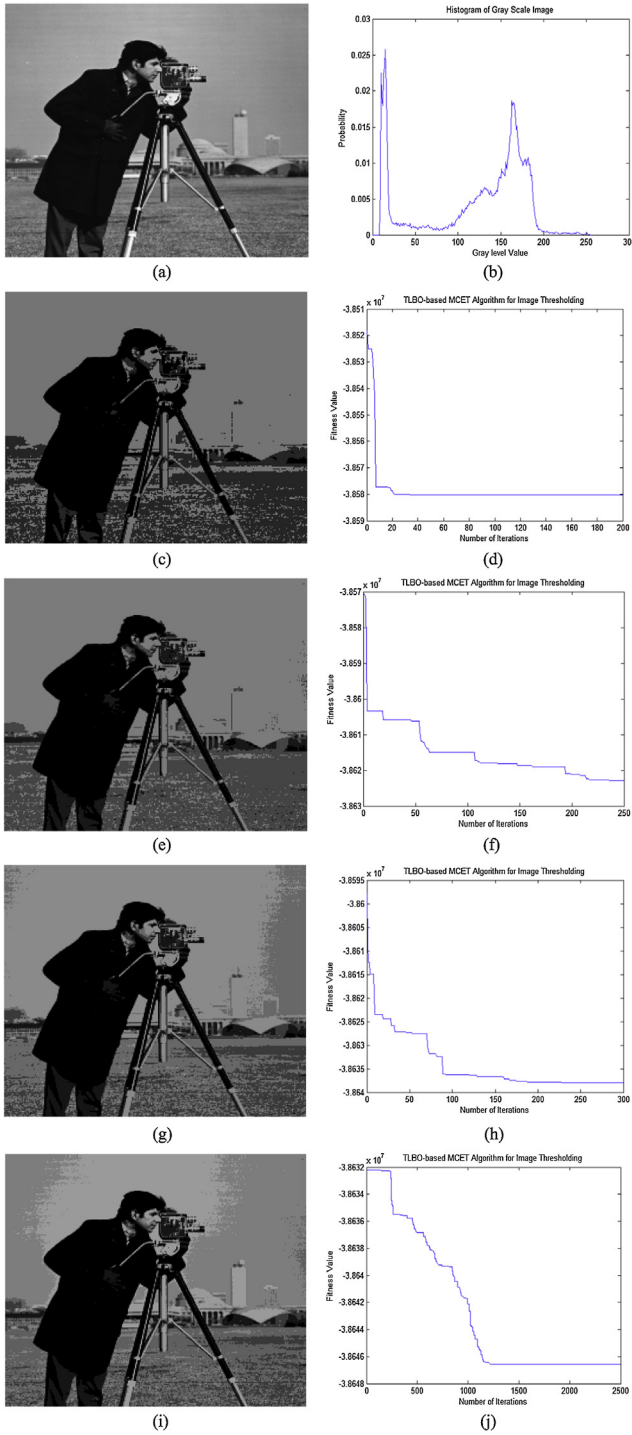 Histogram of Gray Scale Image
0.03
0.025
0.02
0.015
0.01
0.005
0
Probability
0 50 100 150 200 250 300
Gray level Value
(a) (b)
TLBO-based MCET Algorithm for Image Thresholding
x 10^7
-3.851
-3.852
-3.853
-3.854
-3.855
-3.856
-3.857
-3.858
-3.859
Fitness Value
0 20 40 60 80 100 120 140 160 180 200
Number of Iterations
(c) (d)
TLBO-based MCET Algorithm for Image Thresholding
x 10^7
-3.857
-3.858
-3.859
-3.86
-3.861
-3.862
-3.863
Fitness Value
0 50 100 150 200 250
Number of Iterations
(e) (f)
TLBO-based MCET Algorithm for Image Thresholding
x 10^7
-3.8595
-3.86
-3.8605
-3.861
-3.8615
-3.862
-3.8625
-3.863
-3.8635
-3.864
Fitness Value
0 50 100 150 200 250 300
Number of Iterations
(g) (h)
TLBO-based MCET Algorithm for Image Thresholding
x 10^7
-3.8632
-3.8634
-3.8636
-3.8638
-3.864
-3.8642
-3.8644
-3.8646
-3.8648
Fitness Value
0 500 1000 1500 2000 2500
Number of Iterations
(i) (j)